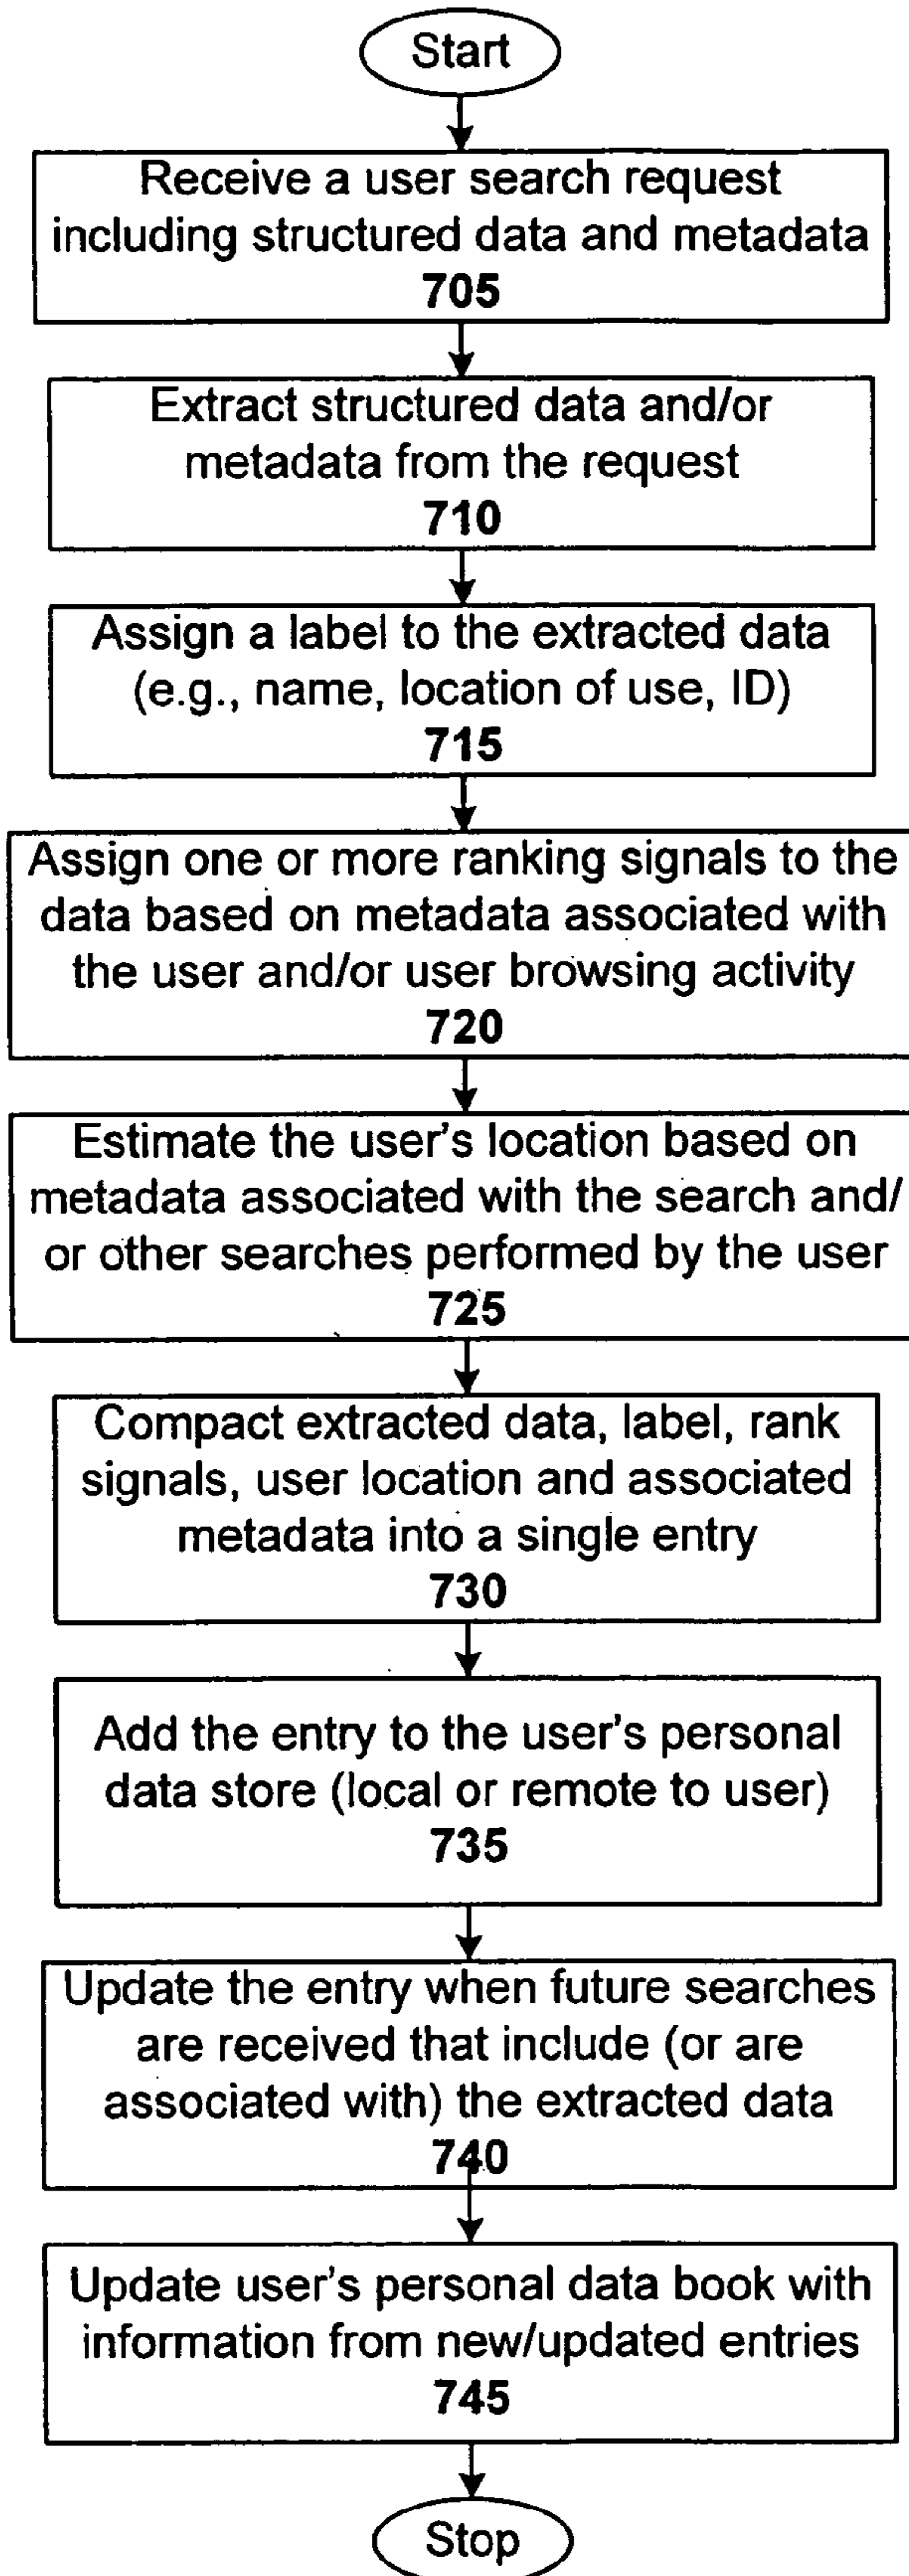 Start
Receive a user search request
including structured data and metadata
705
Extract structured data and/or
metadata from the request
710
Assign a label to the extracted data
(e.g., name, location of use, ID)
715
Assign one or more ranking signals to the
data based on metadata associated with
the user and/or user browsing activity
720
Estimate the user's location based on
metadata associated with the search and/
or other searches performed by the user
725
Compact extracted data, label, rank
signals, user location and associated
metadata into a single entry
730
Add the entry to the user's personal
data store (local or remote to user)
735
Update the entry when future searches
are received that include (or are
associated with) the extracted data
740
Update user's personal data book with
information from new/updated entries
745
Stop